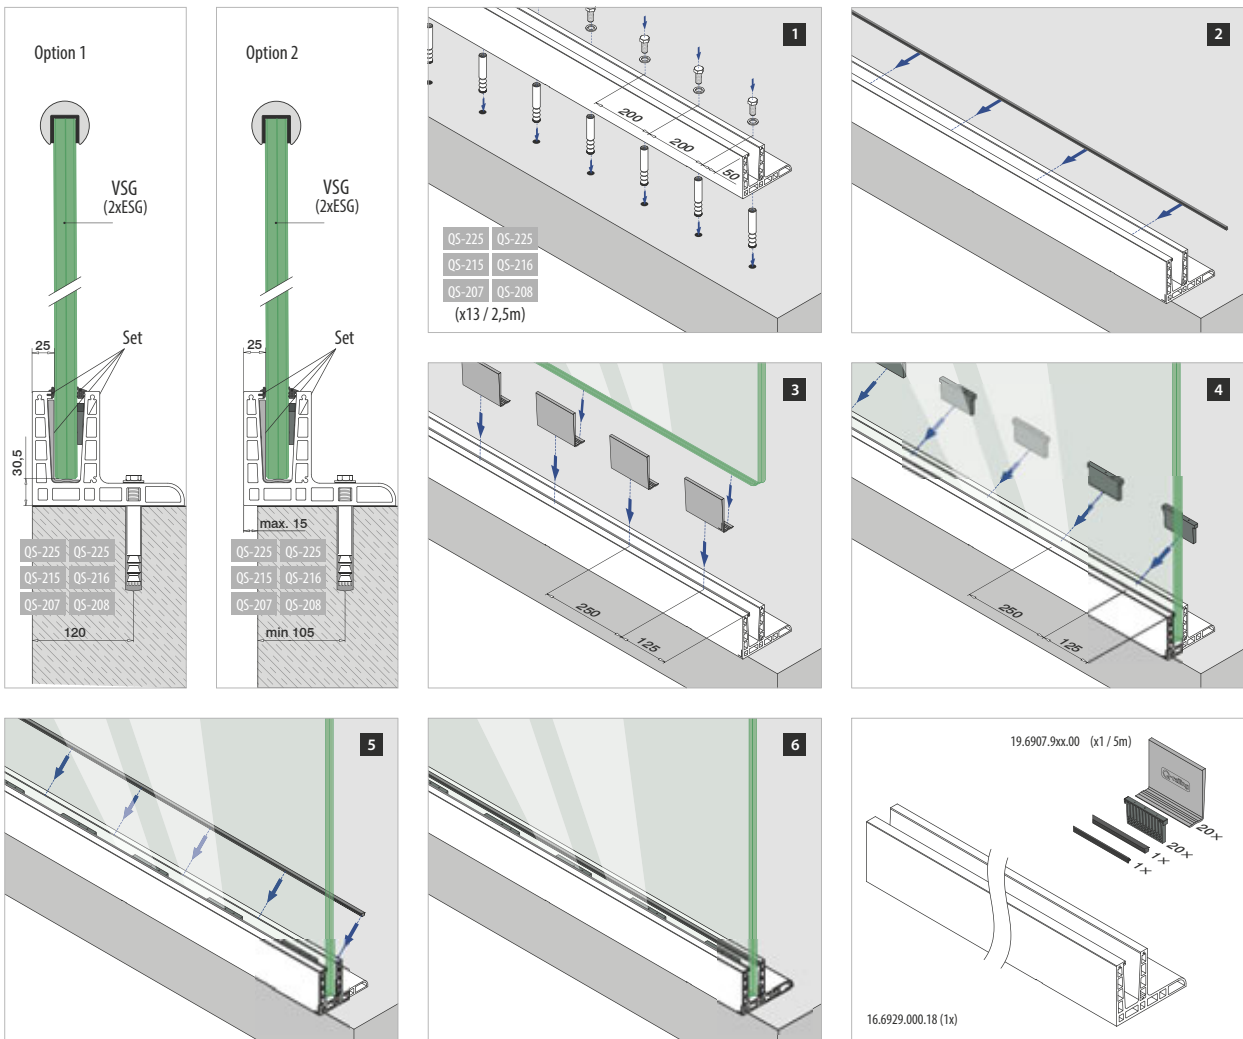 Option 1
VSG
(2xESG)
Set
25
30,5
QS-225 QS-225
QS-215 QS-216
QS-207 QS-208
120
Option 2
VSG
(2xESG)
Set
25
max. 15
QS-225 QS-225
QS-215 QS-216
QS-207 QS-208
min 105
1
200
200
50
QS-225 QS-225
QS-215 QS-216
QS-207 QS-208
(x13 / 2,5m)
2
3
250
125
4
250
125
5
6
19.6907.9xx.00 (x1 / 5m)
20x
20x
1x
1x
16.6929.000.18 (1x)